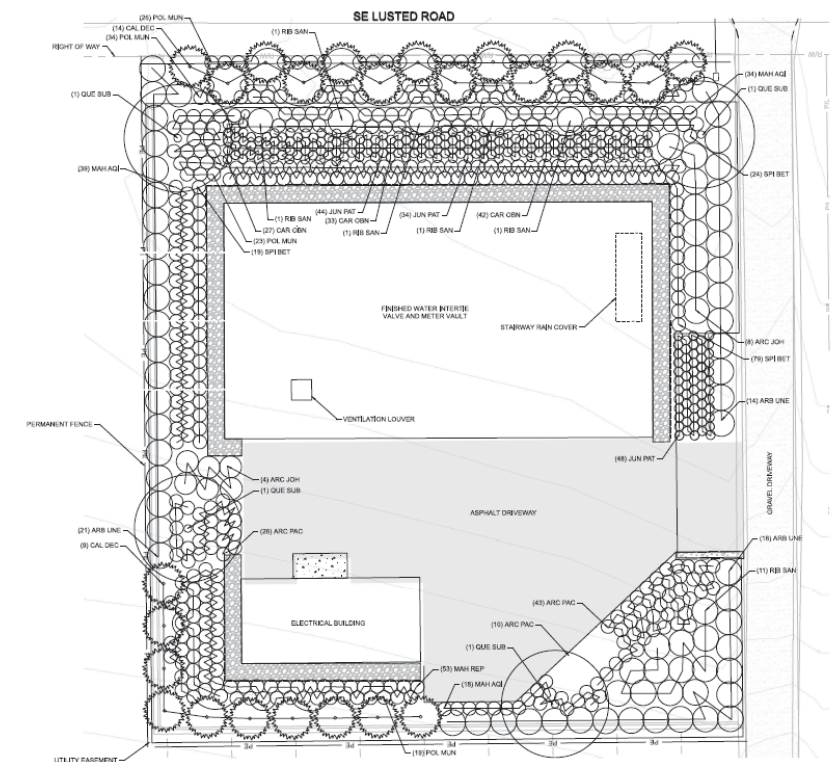 SE LUSTED ROAD
(26) POL MUN
(14) CAL DEC
(34) POL MUN
RIGHT OF WAY
(1) RIB SAN
(34) MAH AQI
(1) QUE SUB
(1) QUE SUB
(39) MAH AQI
(24) SPI BET
(44) JUN PAT
(34) JUN PAT
(42) CAR OBN
(1) RIB SAN
(33) CAR OBN
(27) CAR OBN
(1) RIB SAN
(1) RIB SAN
(1) RIB SAN
(23) POL MUN
(19) SPI BET
FINISHED WATER INTERTIE
VALVE AND METER VAULT
STAIRWAY RAIN COVER
(8) ARC JOH
(79) SPI BET
(14) ARB UNE
VENTILATION LOUVER
PERMANENT FENCE
(48) JUN PAT
GRAVEL DRIVEWAY
(4) ARC JOH
(1) QUE SUB
ASPHALT DRIVEWAY
(21) ARB UNE
(28) ARC PAC
(9) CAL DEC
(16) ARB UNE
(11) RIB SAN
(43) ARC PAC
ELECTRICAL BUILDING
(10) ARC PAC
(1) QUE SUB
(53) MAH REP
(18) MAH AQI
(19) POL MUN
PE
PE
PE
PE
UTILITY EASEMENT